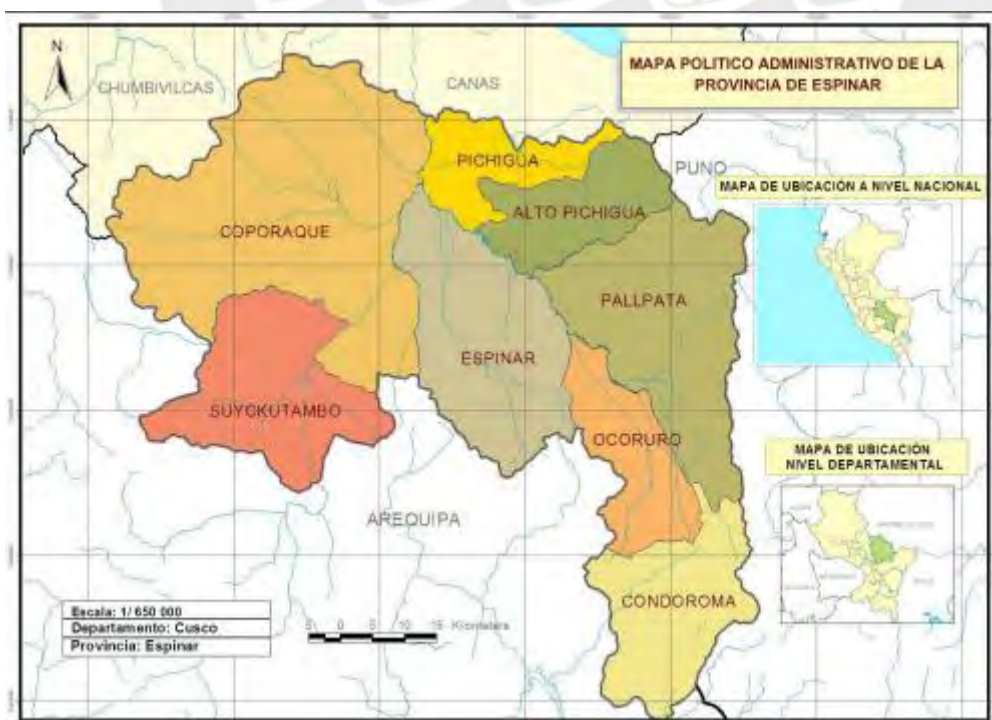 N
MAPA POLITICO ADMINISTRATIVO DE LA
PROVINCIA DE ESPINAR
CHUMBIVILCAS
CANAS
PICHIGUA
PUNO
MAPA DE UBICACIÓN A NIVEL NACIONAL
ALTO PICHIGUA
COPORAQUE
PALLPATA
ESPINAR
SUYCKUTAMBO
OCORURO
MAPA DE UBICACIÓN
NIVEL DEPARTAMENTAL
AREQUIPA
CONDOROMA
Escala: 1/ 650 000
Departamento: Cusco
Provincia: Espinar
5 0 5 10 15 Kilometers